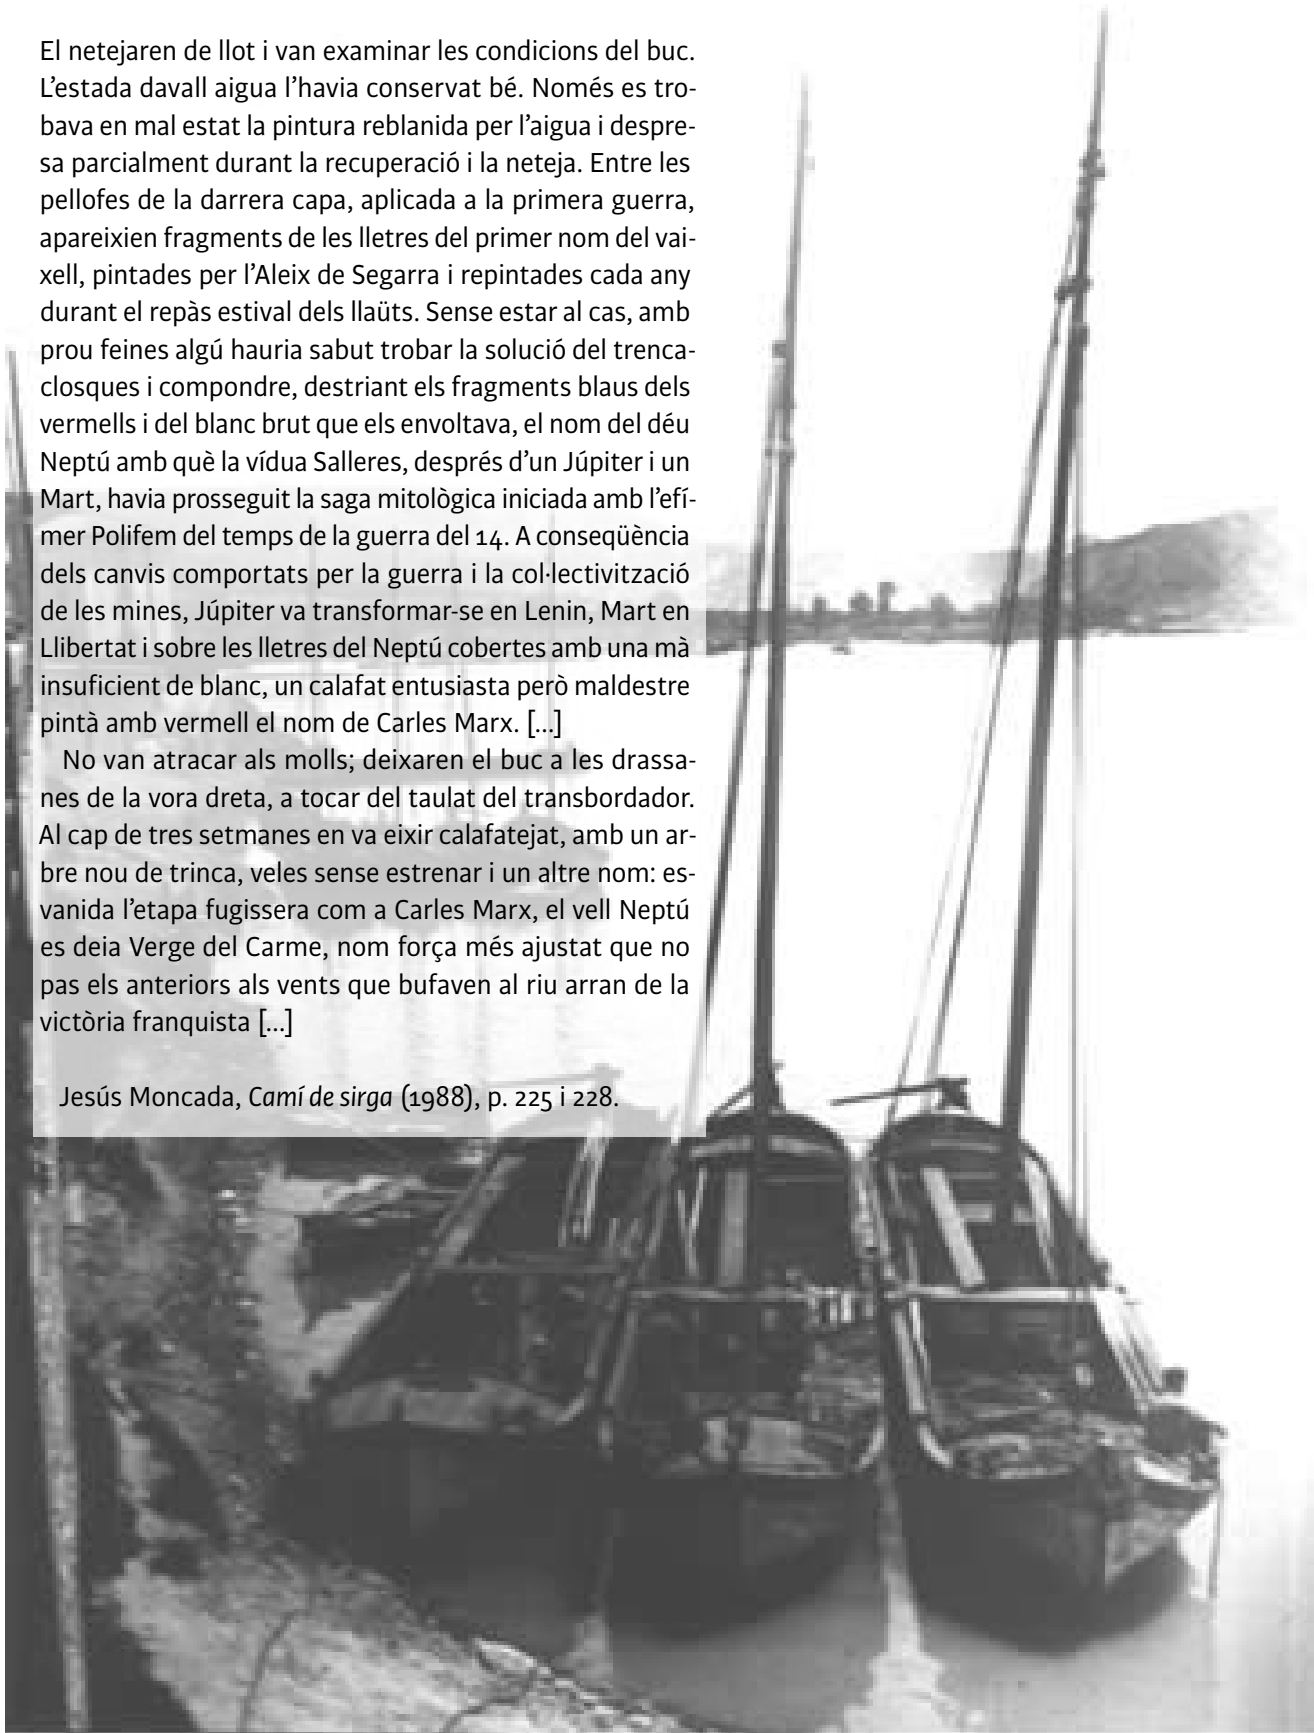 El netejaren de llot i van examinar les condicions del buc.
L'estada davall aigua l'havia conservat bé. Només es tro-
bava en mal estat la pintura reblanida per l'aigua i despre-
sa parcialment durant la recuperació i la neteja. Entre les
pellofes de la darrera capa, aplicada a la primera guerra,
apareixien fragments de les lletres del primer nom del vai-
xell, pintades per l'Aleix de Segarra i repintades cada any
durant el repàs estival dels llaüts. Sense estar al cas, amb
prou feines algú hauria sabut trobar la solució del trenca-
closques i compondre, destriant els fragments blaus dels
vermells i del blanc brut que els envoltava, el nom del déu
Neptú amb què la vídua Salleres, després d'un Júpiter i un
Mart, havia prosseguit la saga mitològica iniciada amb l'efí-
mer Polifem del temps de la guerra del 14. A conseqüència
dels canvis comportats per la guerra i la col·lectivització
de les mines, Júpiter va transformar-se en Lenin, Mart en
Llibertat i sobre les lletres del Neptú cobertes amb una mà
insuficient de blanc, un calafat entusiasta però maldestre
pintà amb vermell el nom de Carles Marx. [...]
No van atracar als molls; deixaren el buc a les drassa-
nes de la vora dreta, a tocar del taulat del transbordador.
Al cap de tres setmanes en va eixir calafatejat, amb un ar-
bre nou de trinca, veles sense estrenar i un altre nom: es-
vanida l'etapa fugissera com a Carles Marx, el vell Neptú
es deia Verge del Carme, nom força més ajustat que no
pas els anteriors als vents que bufaven al riu arran de la
victòria franquista [...]
Jesús Moncada, Camí de sirga (1988), p. 225 i 228.